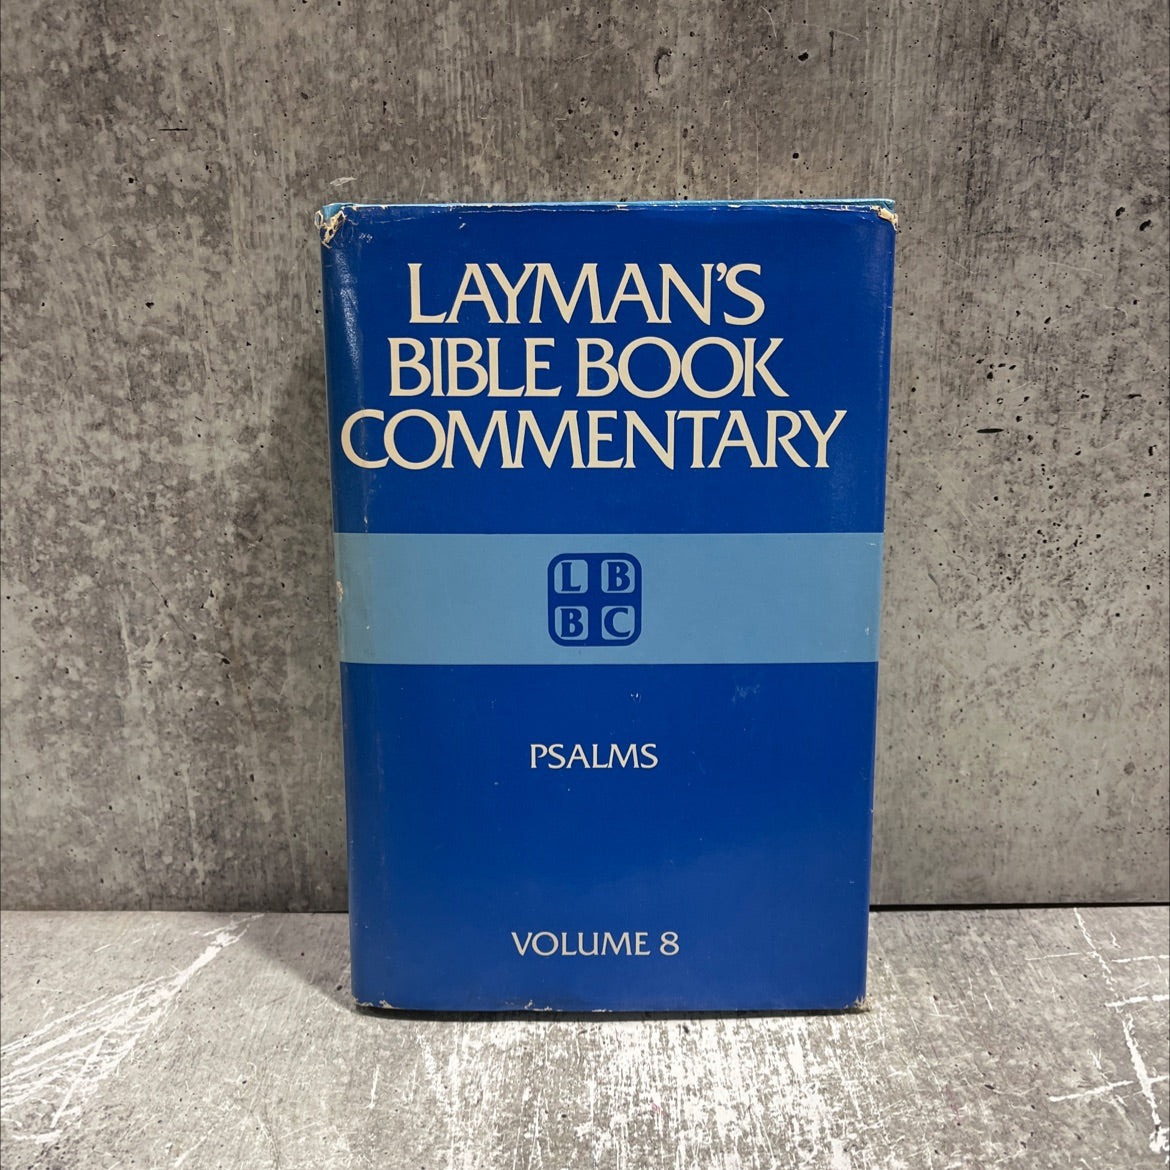 LAYMAN'S
BIBLE BOOK
COMMENTARY
L B
B C
PSALMS
VOLUME 8